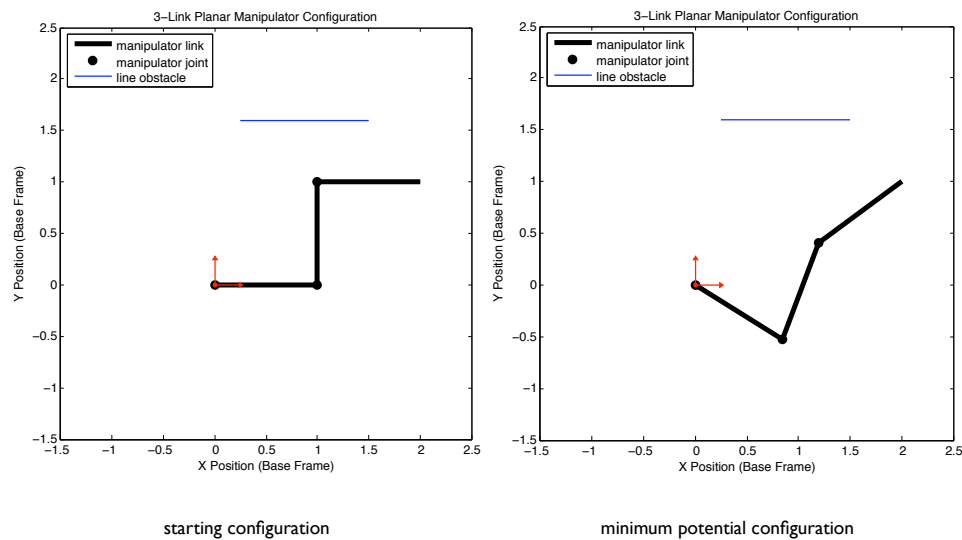 3−Link Planar Manipulator Configuration
2.5
manipulator link
manipulator joint
line obstacle
2
1.5
1
0.5
0
−0.5
−1
−1.5
Y Position (Base Frame)
−1.5 −1 −0.5 0 0.5 1 1.5 2 2.5
X Position (Base Frame)
starting configuration
3−Link Planar Manipulator Configuration
2.5
manipulator link
manipulator joint
line obstacle
2
1.5
1
0.5
0
−0.5
−1
−1.5
Y Position (Base Frame)
−1.5 −1 −0.5 0 0.5 1 1.5 2 2.5
X Position (Base Frame)
minimum potential configuration